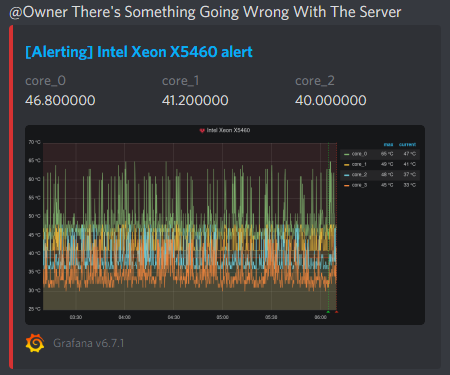 @Owner There's Something Going Wrong With The Server
[Alerting] Intel Xeon X5460 alert
core_0 core_1 core_2
46.800000 41.200000 40.000000
Intel Xeon X5460
70 °C
65 °C
60 °C
55 °C
50 °C
45 °C
40 °C
35 °C
30 °C
25 °C
03:30 04:00 04:30 05:00 05:30 06:00
max current
core_0 65 °C 47 °C
core_1 49 °C 41 °C
core_2 48 °C 37 °C
core_3 45 °C 33 °C
Grafana v6.7.1